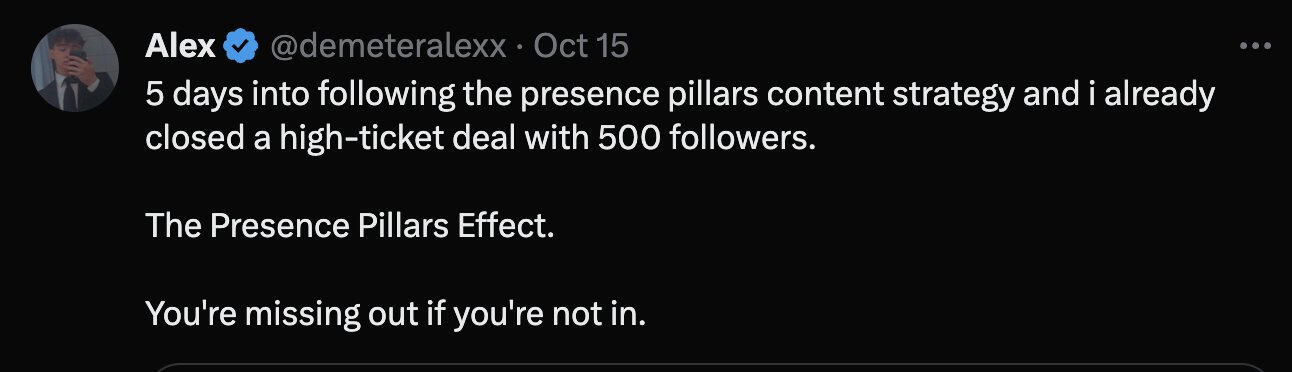 Alex @demeteralexx · Oct 15
5 days into following the presence pillars content strategy and i already
closed a high-ticket deal with 500 followers.
The Presence Pillars Effect.
You're missing out if you're not in.